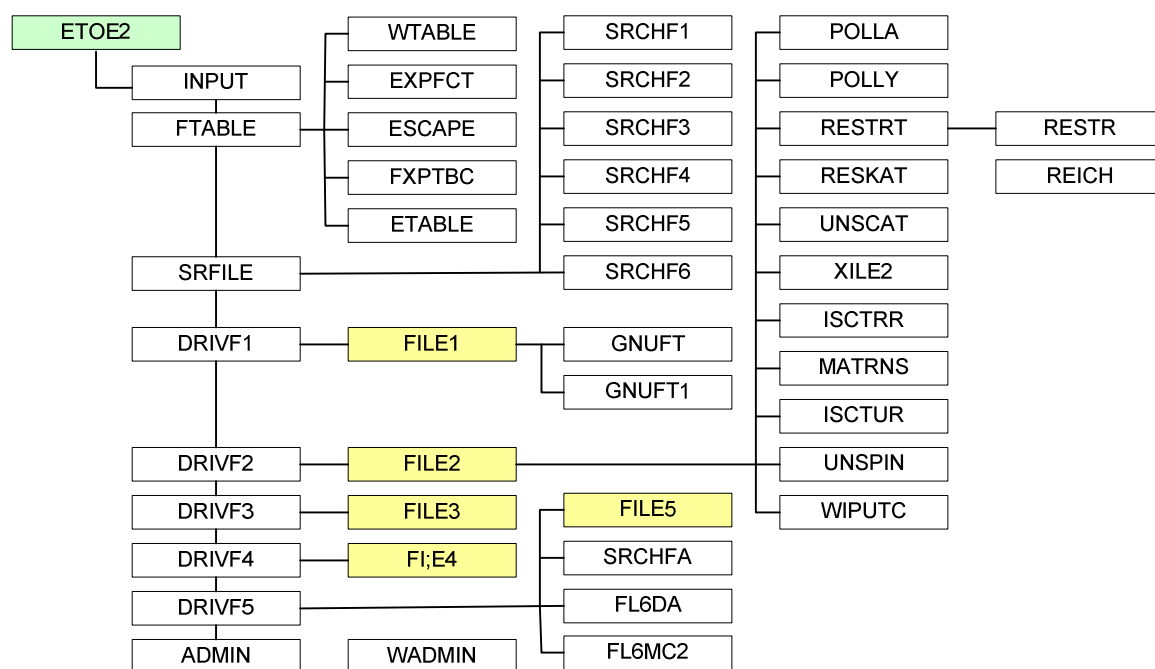 ETOE2
INPUT
FTABLE
SRFILE
DRIVF1
DRIVF2
DRIVF3
DRIVF4
DRIVF5
ADMIN
WTABLE
EXPFCT
ESCAPE
FXPTBC
ETABLE
FILE1
FILE2
FILE3
FI;E4
WADMIN
SRCHF1
SRCHF2
SRCHF3
SRCHF4
SRCHF5
SRCHF6
GNUFT
GNUFT1
FILE5
SRCHFA
FL6DA
FL6MC2
POLLA
POLLY
RESTRT
RESKAT
UNSCAT
XILE2
ISCTRR
MATRNS
ISCTUR
UNSPIN
WIPUTC
RESTR
REICH